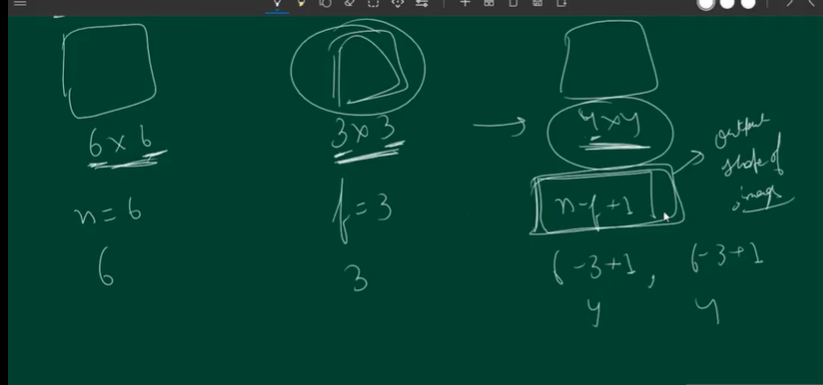 6 x 6
3 x 3
4 x 4
output
shape of
image
n = 6
f = 3
n - f + 1
6
3
6 - 3 + 1, 6 - 3 + 1
4 4